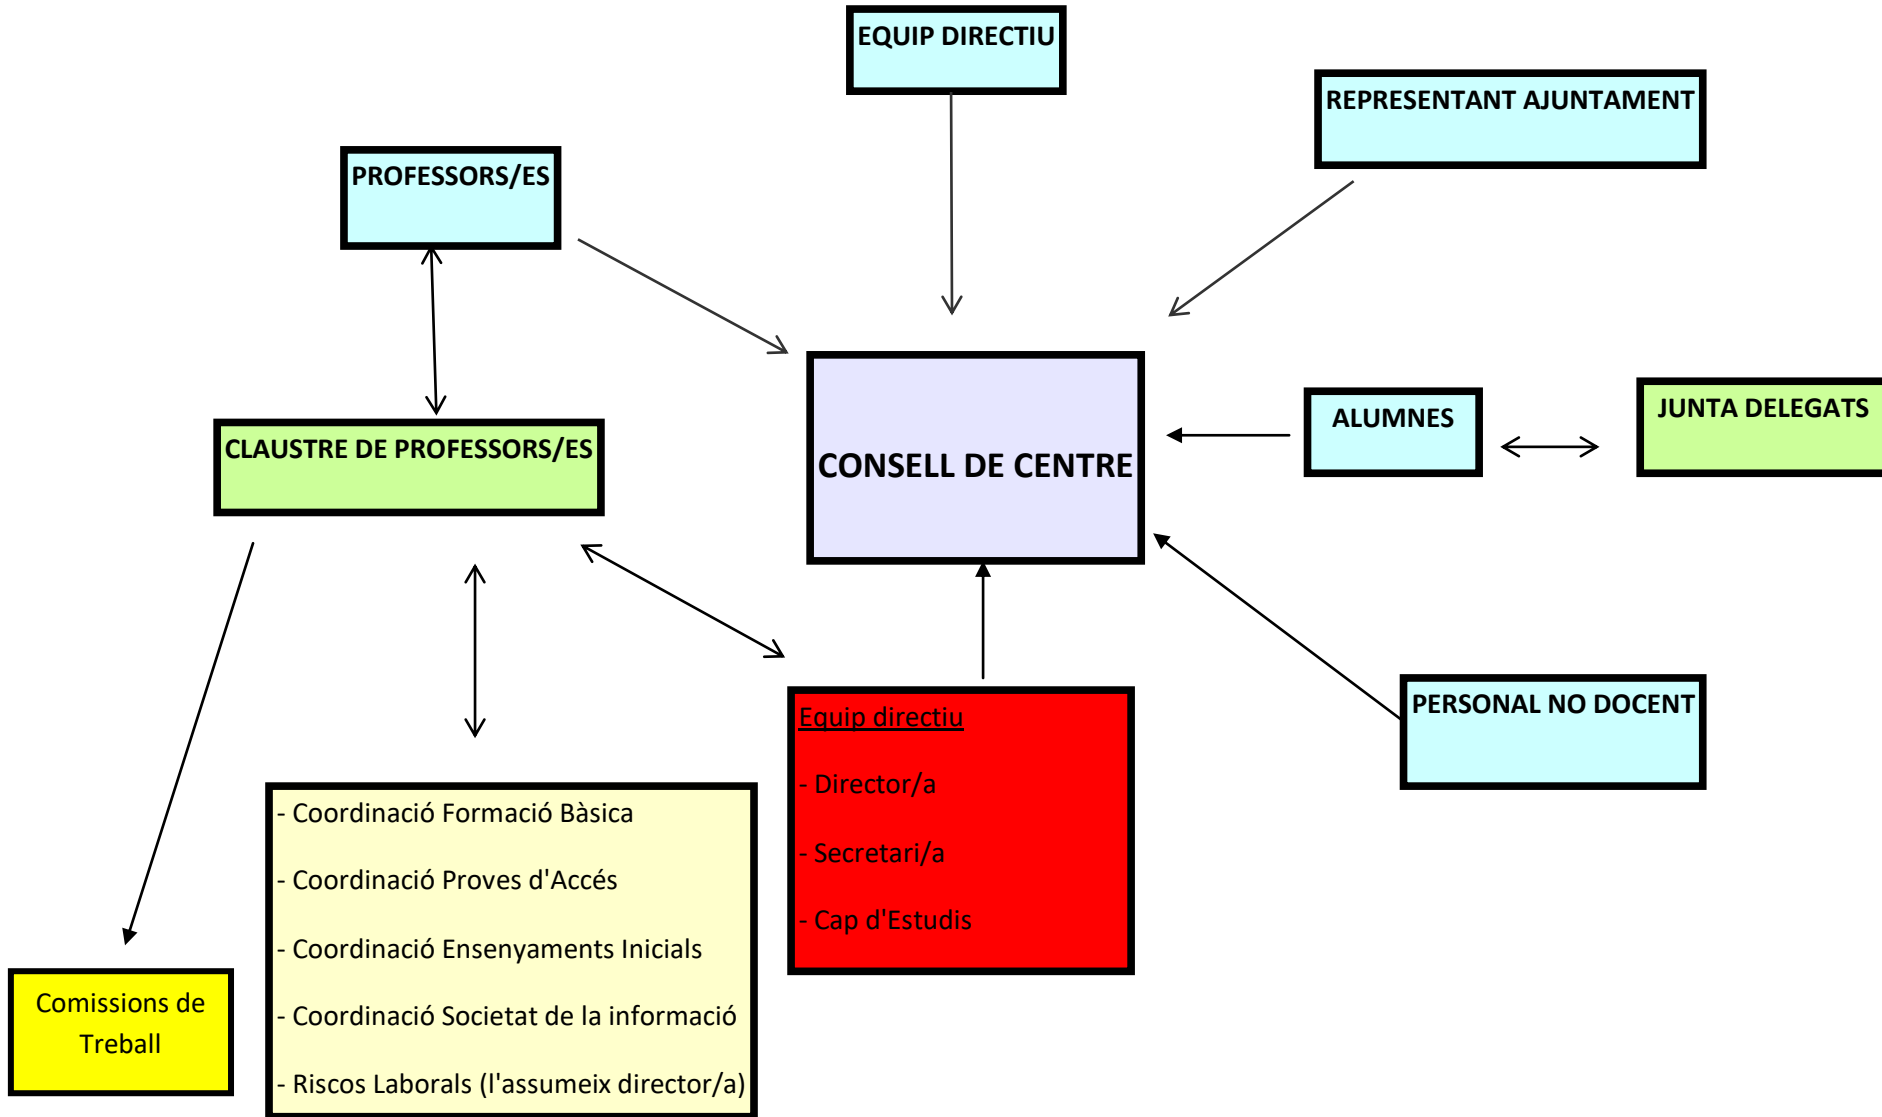 EQUIP DIRECTIU
REPRESENTANT AJUNTAMENT
PROFESSORS/ES
CLAUSTRE DE PROFESSORS/ES
CONSELL DE CENTRE
ALUMNES
JUNTA DELEGATS
PERSONAL NO DOCENT
Equip directiu
- Director/a
- Secretari/a
- Cap d'Estudis
- Coordinació Formació Bàsica
- Coordinació Proves d'Accés
- Coordinació Ensenyaments Inicials
- Coordinació Societat de la informació
- Riscos Laborals (l'assumeix director/a)
Comissions de
Treball